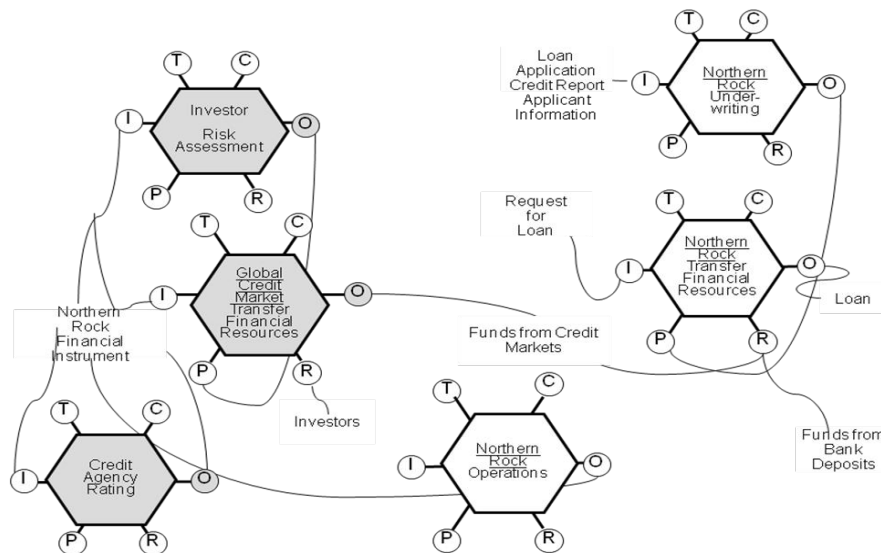 T
C
I
Investor
Risk
Assessment
O
P
R
Loan
Application
Credit Report
Applicant
Information
T
C
I
Northern
Rock
Under-
writing
O
P
R
T
C
I
Global
Credit
Market
Transfer
Financial
Resources
O
P
R
Investors
Request
for
Loan
T
C
I
Northern
Rock
Transfer
Financial
Resources
O
P
R
Loan
Northern
Rock
Financial
Instrument
Funds from Credit
Markets
Funds from
Bank
Deposits
T
C
I
Credit
Agency
Rating
O
P
R
T
C
I
Northern
Rock
Operations
O
P
R